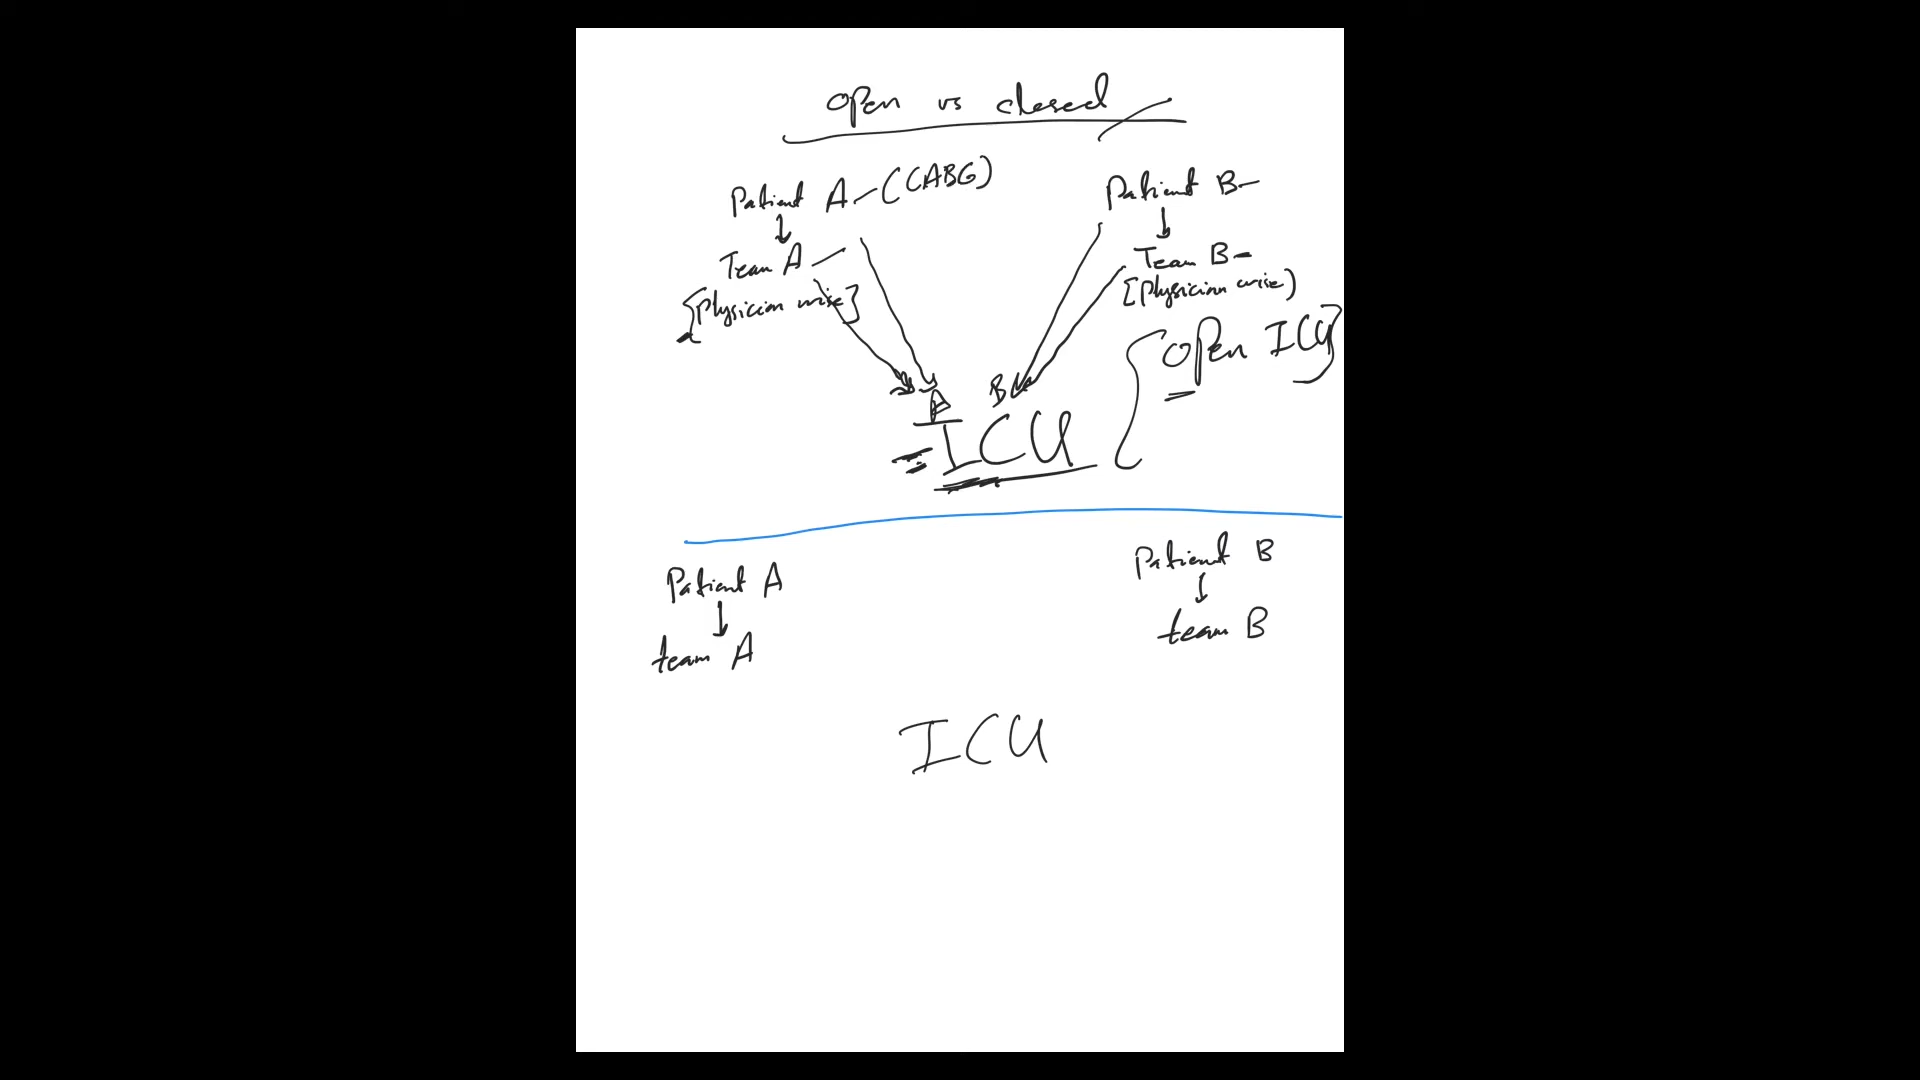 open vs closed
Patient A - (CABG)
Patient B -
Team A -
Team B -
{physician wise}
[physician wise)
{open ICU}
A B
ICU
Patient A
Patient B
team A
team B
ICU